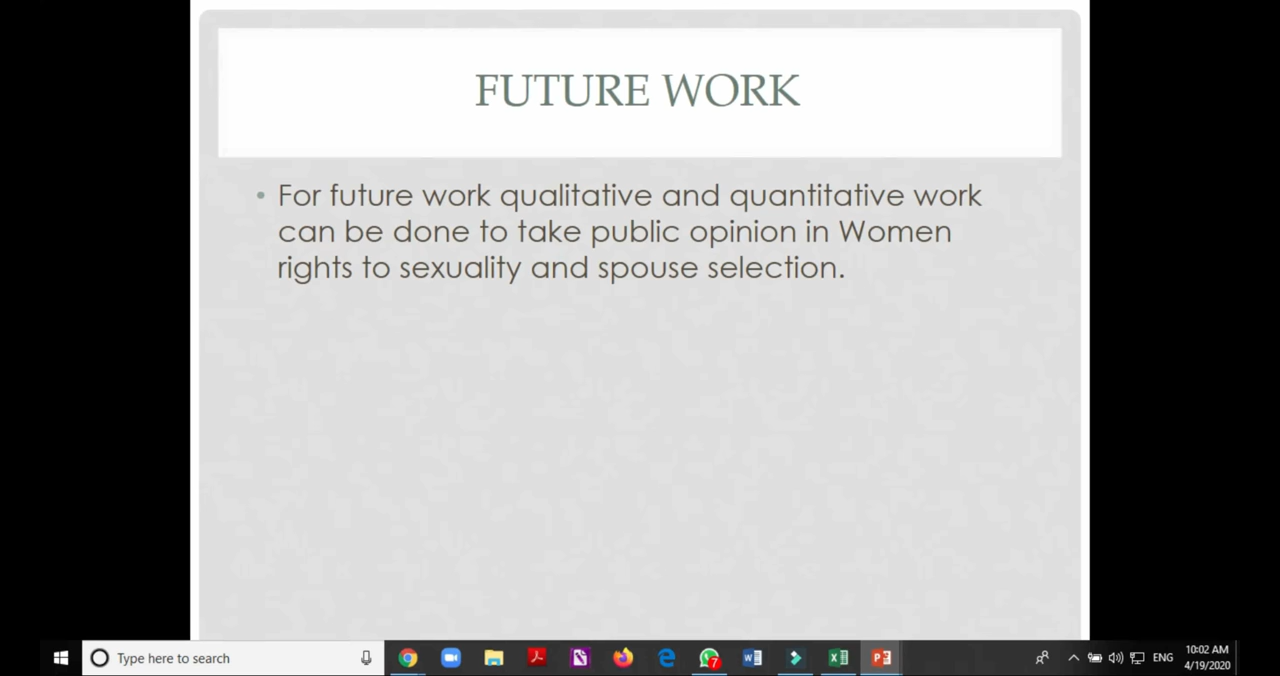 FUTURE WORK
• For future work qualitative and quantitative work
can be done to take public opinion in Women
rights to sexuality and spouse selection.
Type here to search
7
ENG
10:02 AM
4/19/2020